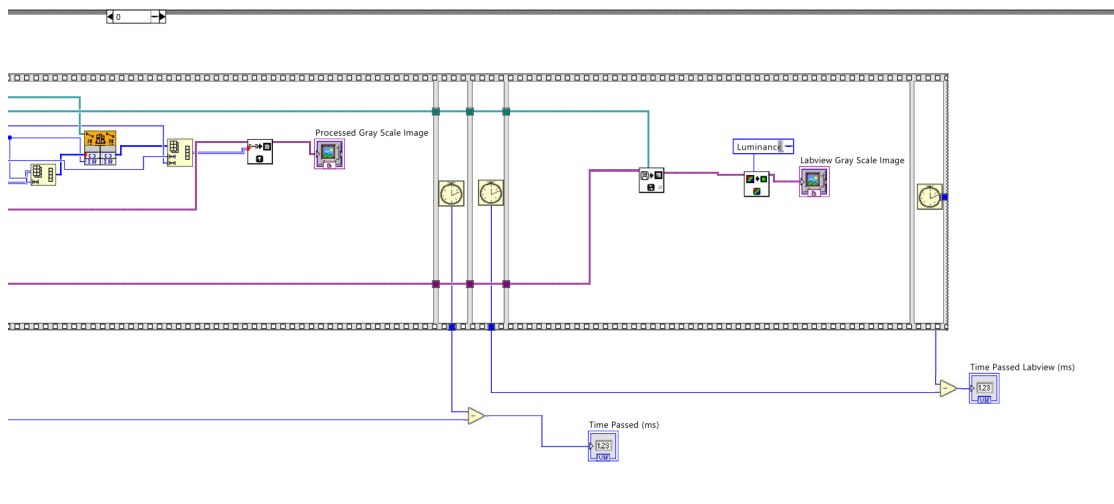 0
Processed Gray Scale Image
Luminance
Labview Gray Scale Image
Time Passed Labview (ms)
1.23
Time Passed (ms)
1.23